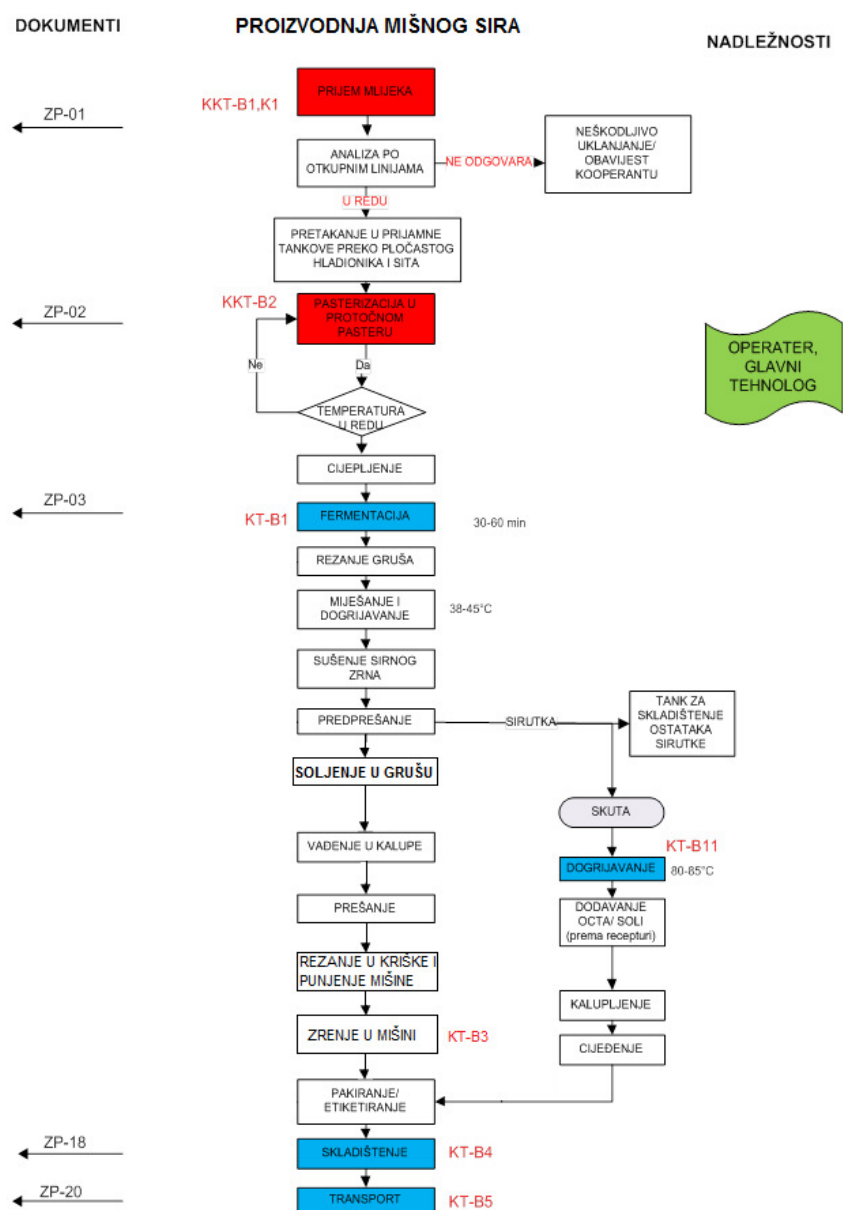 DOKUMENTI
PROIZVODNJA MIŠNOG SIRA
NADLEŽNOSTI
ZP-01
KKT-B1,K1
PRIJEM MLIJEKA
ANALIZA PO
OTKUPNIM LINIJAMA
NE ODGOVARA
NEŠKODLJIVO
UKLANJANJE/
OBAVIJEST
KOOPERANTU
U REDU
PRETAKANJE U PRIJAMNE
TANKOVE PREKO PLOČASTOG
HLADIONIKA I SITA
ZP-02
KKT-B2
PASTERIZACIJA U
PROTOČNOM
PASTERU
OPERATER,
GLAVNI
TEHNOLOG
Ne
Da
TEMPERATURA
U REDU
CIJEPLJENJE
ZP-03
KT-B1
FERMENTACIJA
30-60 min
REZANJE GRUŠA
MIJEŠANJE I
DOGRIJAVANJE
38-45°C
SUŠENJE SIRNOG
ZRNA
PREDPREŠANJE
SIRUTKA
TANK ZA
SKLADIŠTENJE
OSTATAKA
SIRUTKE
SOLJENJE U GRUŠU
SKUTA
VAĐENJE U KALUPE
KT-B11
DOGRIJAVANJE
80-85°C
PREŠANJE
DODAVANJE
OCTA/ SOLI
(prema recepturi)
REZANJE U KRIŠKE I
PUNJENJE MIŠINE
KALUPLJENJE
ZRENJE U MIŠINI
KT-B3
CIJEĐENJE
PAKIRANJE/
ETIKETIRANJE
ZP-18
SKLADIŠTENJE
KT-B4
ZP-20
TRANSPORT
KT-B5